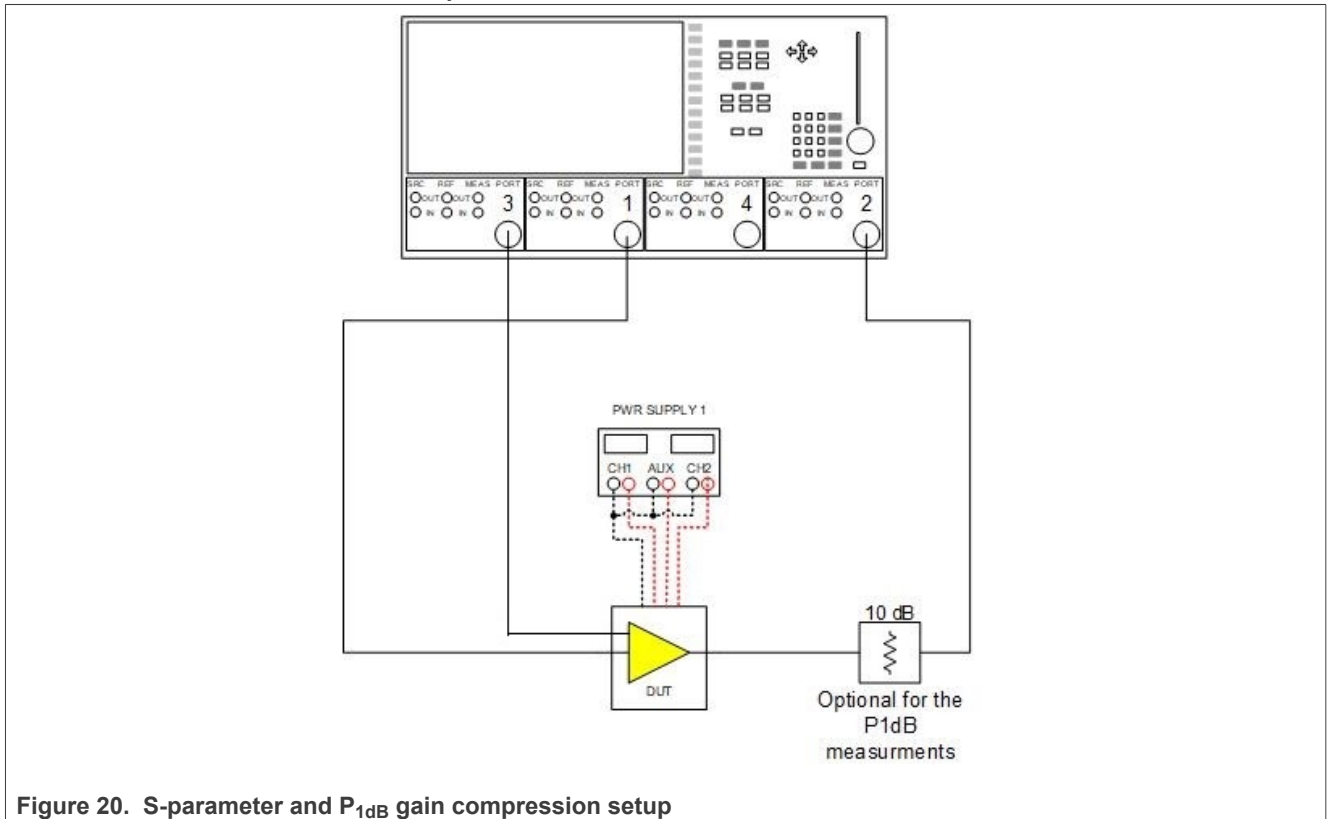 SRC REF MEAS PORT SRC REF MEAS PORT SRC REF MEAS PORT SRC REF MEAS PORT
OUT OUT 3 OUT OUT 1 OUT OUT 4 OUT OUT 2
IN IN IN IN IN IN IN IN
PWR SUPPLY 1
CH1 AUX CH2
DUT
10 dB
Optional for the
P1dB
measurments
Figure 20. S-parameter and P1dB gain compression setup